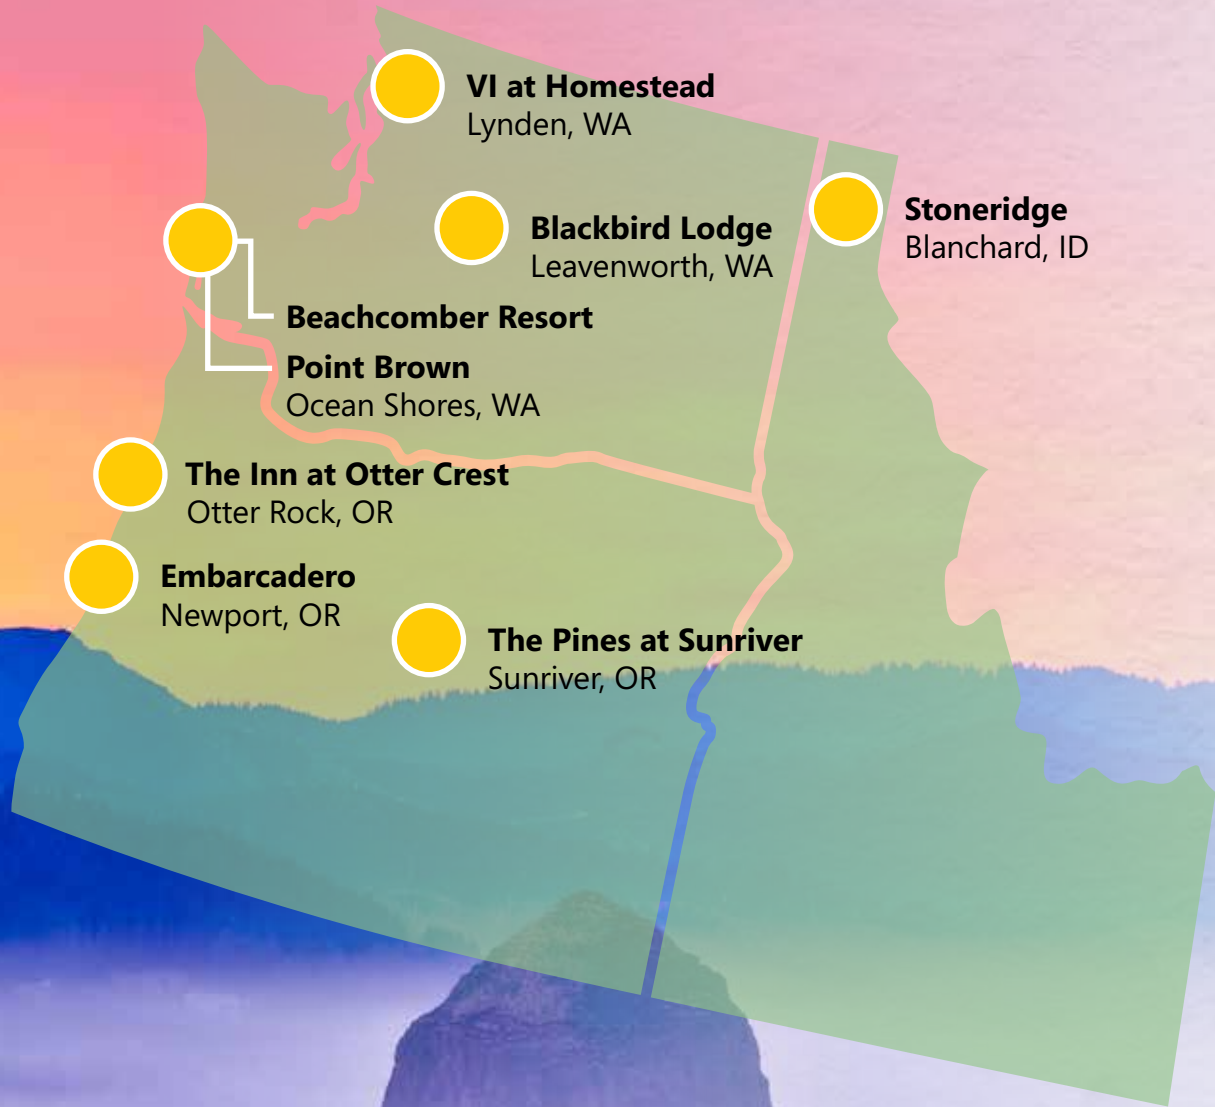 VI at Homestead
Lynden, WA
Blackbird Lodge
Leavenworth, WA
Stoneridge
Blanchard, ID
Beachcomber Resort
Point Brown
Ocean Shores, WA
The Inn at Otter Crest
Otter Rock, OR
Embarcadero
Newport, OR
The Pines at Sunriver
Sunriver, OR